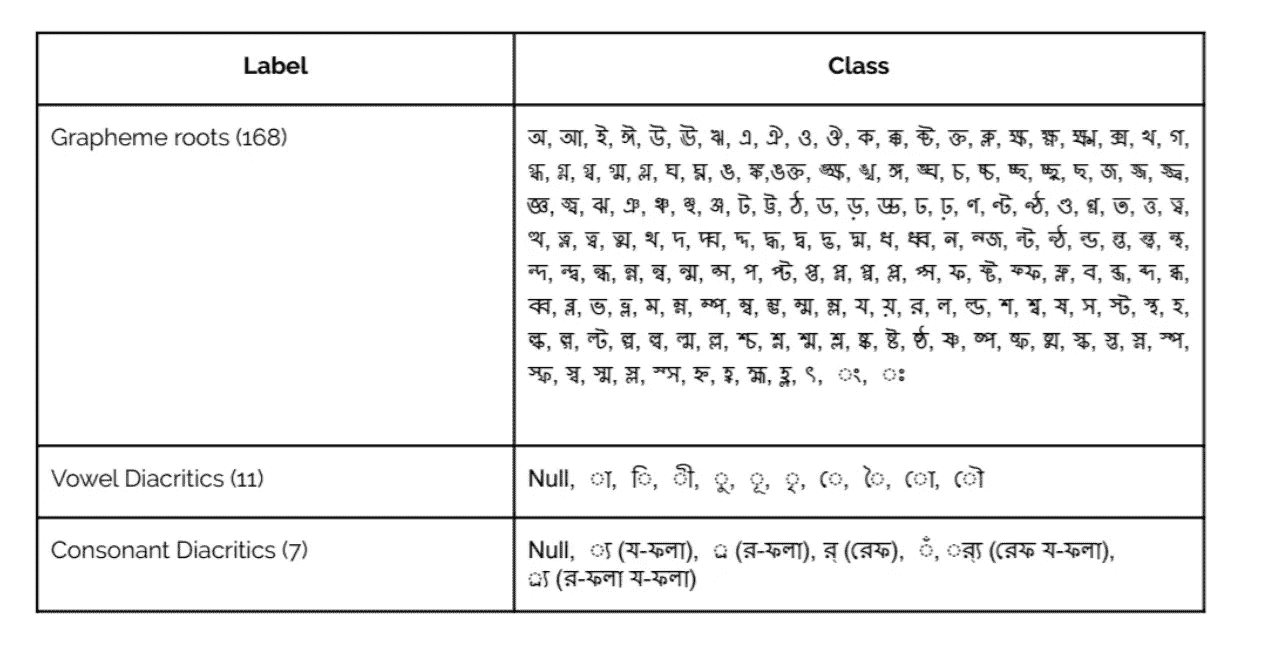 Label
Class
Grapheme roots (168)
অ, আ, ই, ঈ, উ, ঊ, ঋ, এ, ঐ, ও, ঔ, ক, ক্ক, ক্ট, ক্ত, ক্ল, ক্ষ, ক্ষ্ণ, ক্ষ্ম, ক্স, খ, গ,
গ্ধ, গ্ন, গ্ব, গ্ম, গ্ল, ঘ, ঘ্ন, ঙ, ঙ্ক, ঙ্ক্ত, ঙ্ক্ষ, ঙ্খ, ঙ্গ, ঙ্ঘ, চ, চ্চ, চ্ছ, চ্ছ্ব, ছ, জ, জ্জ, জ্জ্ব,
জ্ঞ, জ্ব, ঝ, ঞ, ঞ্চ, ঞ্ছ, ঞ্জ, ট, ট্ট, ঠ, ড, ড়, ড্ড, ঢ, ঢ়, ণ, ণ্ট, ণ্ঠ, ণ্ড, ণ্ণ, ত, ত্ত, ত্ত্ব,
ত্থ, ত্ন, ত্ব, ত্ম, থ, দ, দ্ঘ, দ্দ, দ্ধ, দ্ব, দ্ভ, দ্ম, ধ, ধ্ব, ন, ন্জ, ন্ট, ন্ঠ, ন্ড, ন্ত, ন্ত্ব, ন্থ,
ন্দ, ন্দ্ব, ন্ধ, ন্ন, ন্ব, ন্ম, ন্স, প, প্ট, প্ত, প্ন, প্প, প্ল, প্স, ফ, ফ্ট, ফ্ফ, ফ্ল, ব, ব্জ, ব্দ, ব্ধ,
ব্ব, ব্ল, ভ, ভ্ল, ম, ম্ন, ম্প, ম্ব, ম্ভ, ম্ম, ম্ল, য, য়, র, ল, ল্ড, শ, শ্ব, ষ, স, স্ট, স্থ, হ,
ল্ক, ল্গ, ল্ট, ল্প, ল্ব, ল্ম, ল্ল, শ্চ, শ্ন, শ্ম, শ্ল, ষ্ক, ষ্ট, ষ্ঠ, ষ্ণ, ষ্প, ষ্ফ, ষ্ম, স্ক, স্ত, স্ন, স্প,
স্ফ, স্ব, স্ম, স্ল, স্স, হ্ন, হ্ব, হ্ম, হ্ল, ৎ, ং, ঃ
Vowel Diacritics (11)
Null, া, ি, ী, ু, ূ, ৃ, ে, ৈ, ো, ৌ
Consonant Diacritics (7)
Null, ্য (য-ফলা), ্র (র-ফলা), র্ (রেফ), ঁ, র্্য (রেফ য-ফলা),
্র্য (র-ফলা য-ফলা)